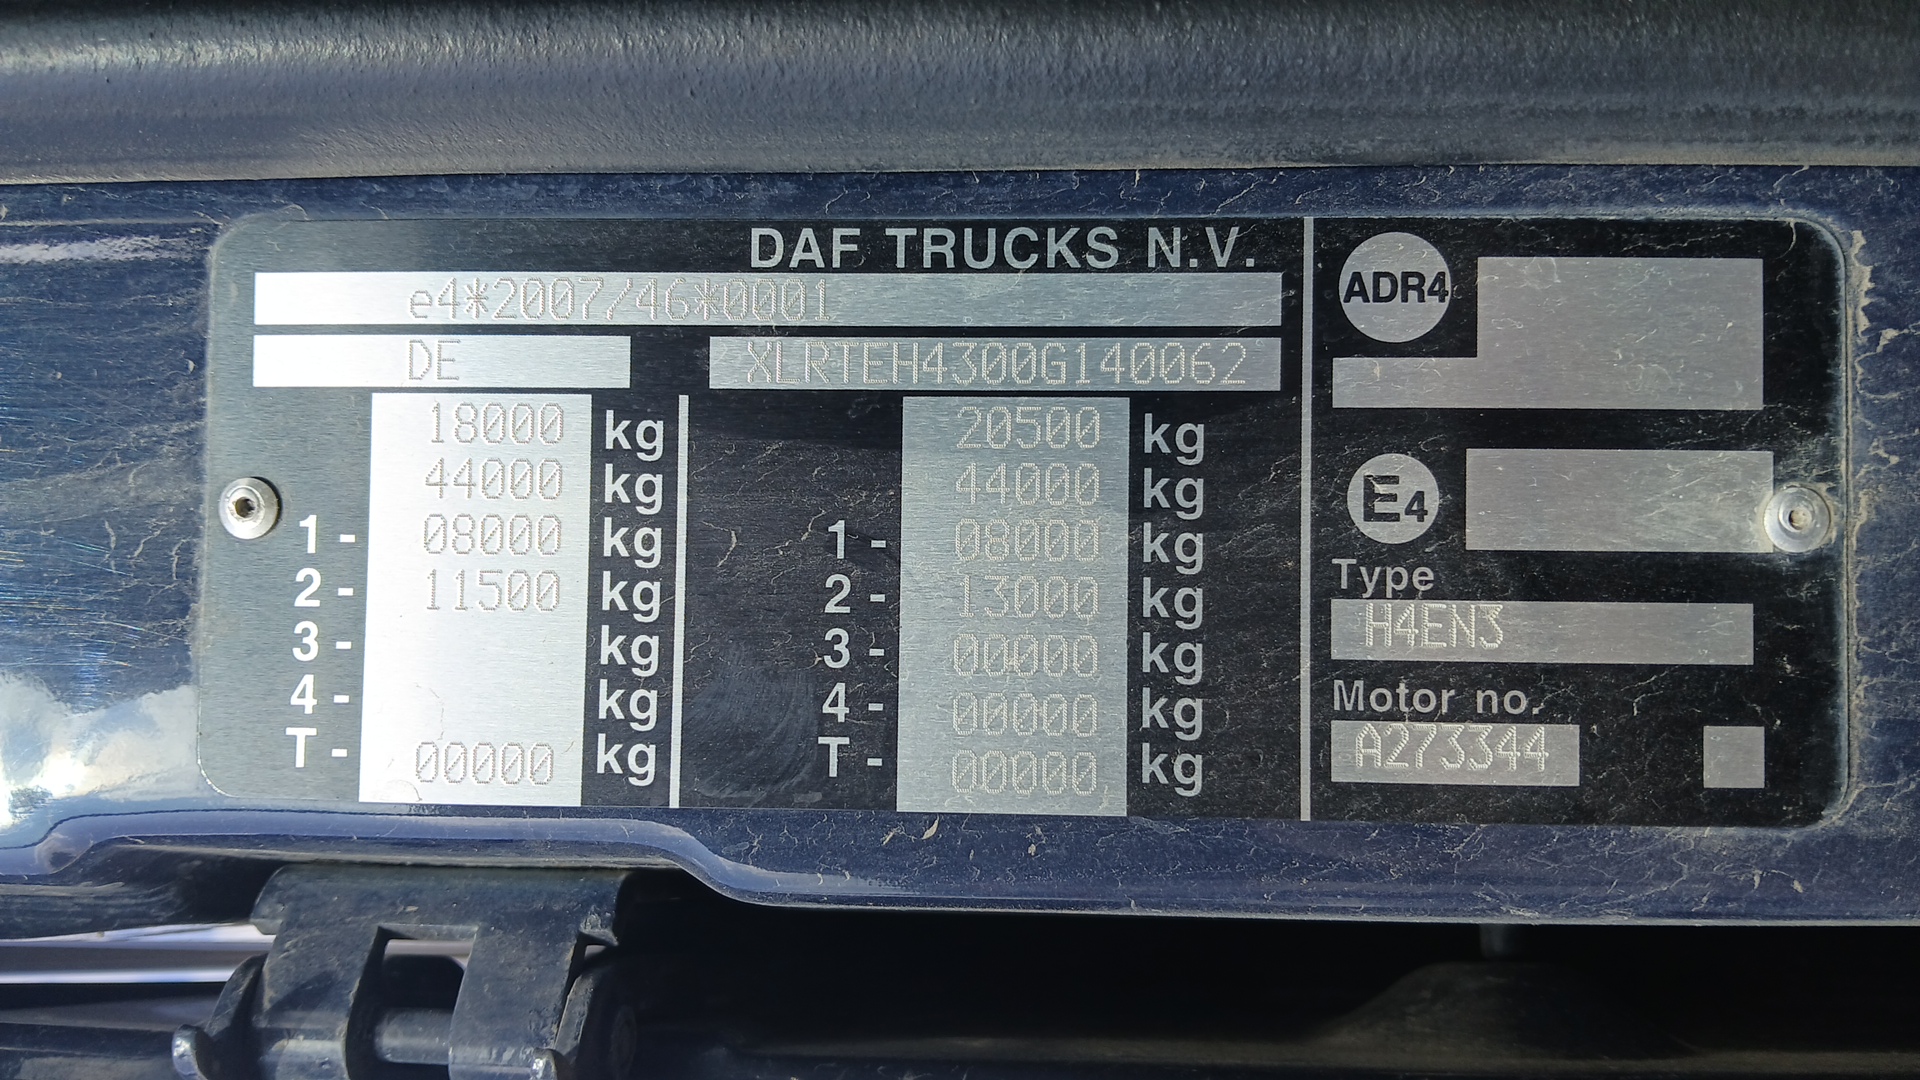 DAF TRUCKS N.V.
e4*2007/46*0001
DE XLRTEH4300G140062
18000 kg 20500 kg
44000 kg 44000 kg
1 - 08000 kg 1 - 08000 kg
2 - 11500 kg 2 - 13000 kg
3 - kg 3 - 00000 kg
4 - kg 4 - 00000 kg
T - 00000 kg T - 00000 kg
ADR4
E4
Type
H4EN3
Motor no.
A273344